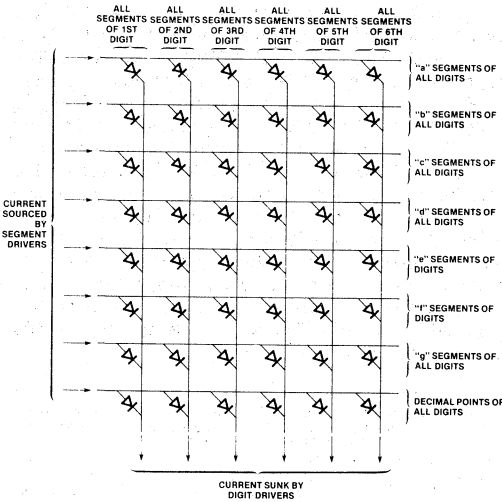 ALL SEGMENTS OF 1ST DIGIT
ALL SEGMENTS OF 2ND DIGIT
ALL SEGMENTS OF 3RD DIGIT
ALL SEGMENTS OF 4TH DIGIT
ALL SEGMENTS OF 5TH DIGIT
ALL SEGMENTS OF 6TH DIGIT
"a" SEGMENTS OF
ALL DIGITS
"b" SEGMENTS OF
ALL DIGITS
"c" SEGMENTS OF
ALL DIGITS
"d" SEGMENTS OF
ALL DIGITS
"e" SEGMENTS OF
DIGITS
"f" SEGMENTS OF
DIGITS
"g" SEGMENTS OF
ALL DIGITS
DECIMAL POINTS OF
ALL DIGITS
CURRENT
SOURCED
BY
SEGMENT
DRIVERS
CURRENT SUNK BY
DIGIT DRIVERS